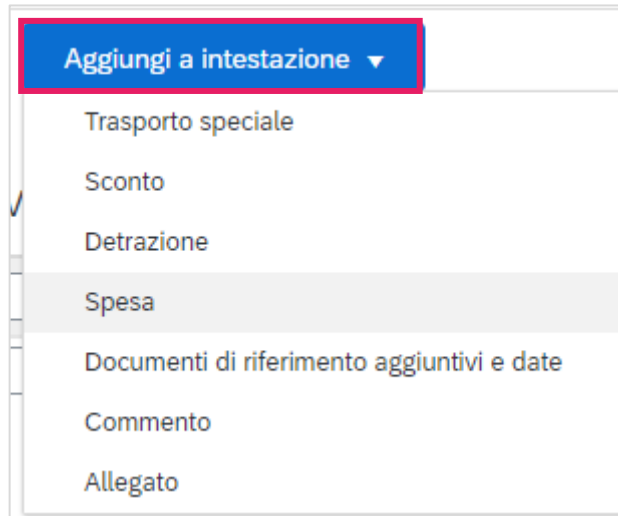 Aggiungi a intestazione
Trasporto speciale
Sconto
Detrazione
Spesa
Documenti di riferimento aggiuntivi e date
Commento
Allegato